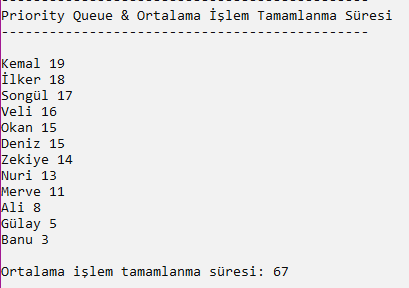 -----------------------------------------------
Priority Queue & Ortalama İşlem Tamamlanma Süresi
-----------------------------------------------
Kemal 19
İlker 18
Songül 17
Veli 16
Okan 15
Deniz 15
Zekiye 14
Nuri 13
Merve 11
Ali 8
Gülay 5
Banu 3
Ortalama işlem tamamlanma süresi: 67